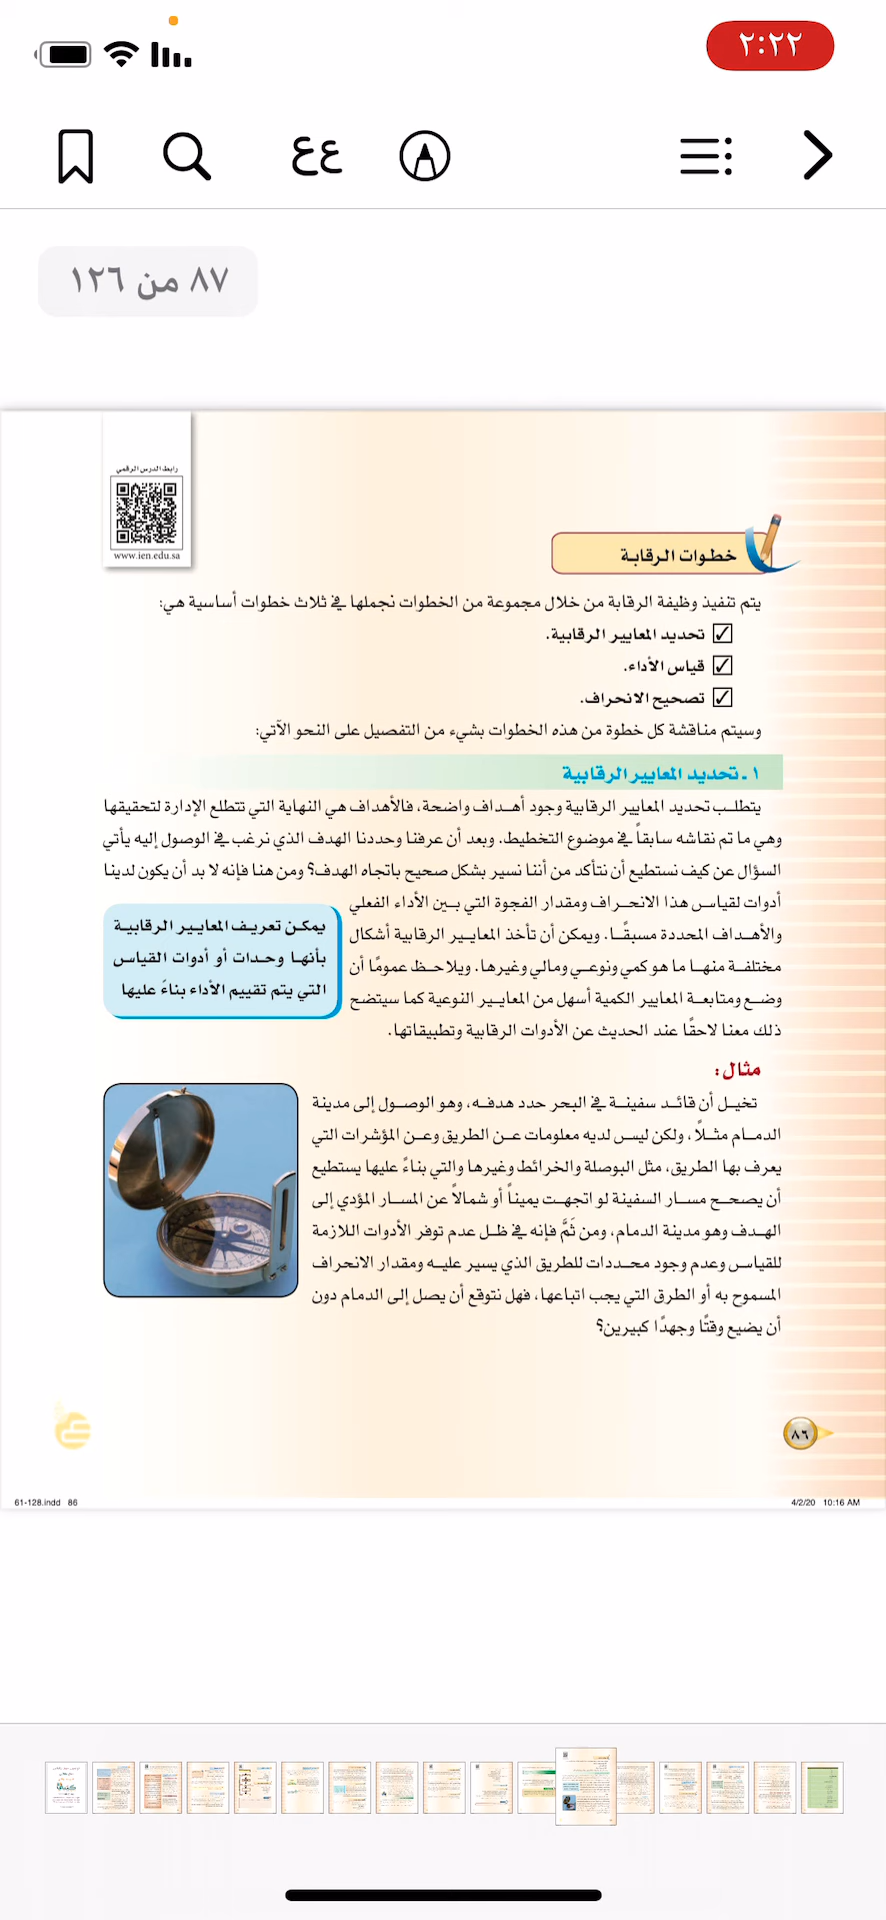 ٢:٢٢
عع
٨٧ من ١٢٦
رابط الدرس الرقمي
www.ien.edu.sa
خطوات الرقابة
يتم تنفيذ وظيفة الرقابة من خلال مجموعة من الخطوات نجملها في ثلاث خطوات أساسية هي:
تحديد المعايير الرقابية.
قياس الأداء.
تصحيح الانحراف.
وسيتم مناقشة كل خطوة من هذه الخطوات بشيء من التفصيل على النحو الآتي:
١ ـ تحديد المعايير الرقابية
يتطلب تحديد المعايير الرقابية وجود أهداف واضحة، فالأهداف هي النهاية التي تتطلع الإدارة لتحقيقها
وهي ما تم نقاشه سابقاً في موضوع التخطيط. وبعد أن عرفنا وحددنا الهدف الذي نرغب في الوصول إليه يأتي
السؤال عن كيف نستطيع أن نتأكد من أننا نسير بشكل صحيح باتجاه الهدف؟ ومن هنا فإنه لا بد أن يكون لدينا
أدوات لقياس هذا الانحراف ومقدار الفجوة التي بين الأداء الفعلي
والأهداف المحددة مسبقًا. ويمكن أن تأخذ المعايير الرقابية أشكال
مختلفة منها ما هو كمي ونوعي ومالي وغيرها. ويلاحظ عمومًا أن
وضع ومتابعة المعايير الكمية أسهل من المعايير النوعية كما سيتضح
ذلك معنا لاحقًا عند الحديث عن الأدوات الرقابية وتطبيقاتها.
يمكن تعريف المعايير الرقابية
بأنها وحدات أو أدوات القياس
التي يتم تقييم الأداء بناءً عليها
مثال:
تخيل أن قائد سفينة في البحر حدد هدفه، وهو الوصول إلى مدينة
الدمام مثلاً، ولكن ليس لديه معلومات عن الطريق وعن المؤشرات التي
يعرف بها الطريق، مثل البوصلة والخرائط وغيرها والتي بناءً عليها يستطيع
أن يصحح مسار السفينة لو اتجهت يميناً أو شمالاً عن المسار المؤدي إلى
الهدف وهو مدينة الدمام، ومن ثَمَّ فإنه في ظل عدم توفر الأدوات اللازمة
للقياس وعدم وجود محددات للطريق الذي يسير عليه ومقدار الانحراف
المسموح به أو الطرق التي يجب اتباعها، فهل نتوقع أن يصل إلى الدمام دون
أن يضيع وقتًا وجهدًا كبيرين؟
٨٦
61-128.indd 86
4/2/20 10:16 AM